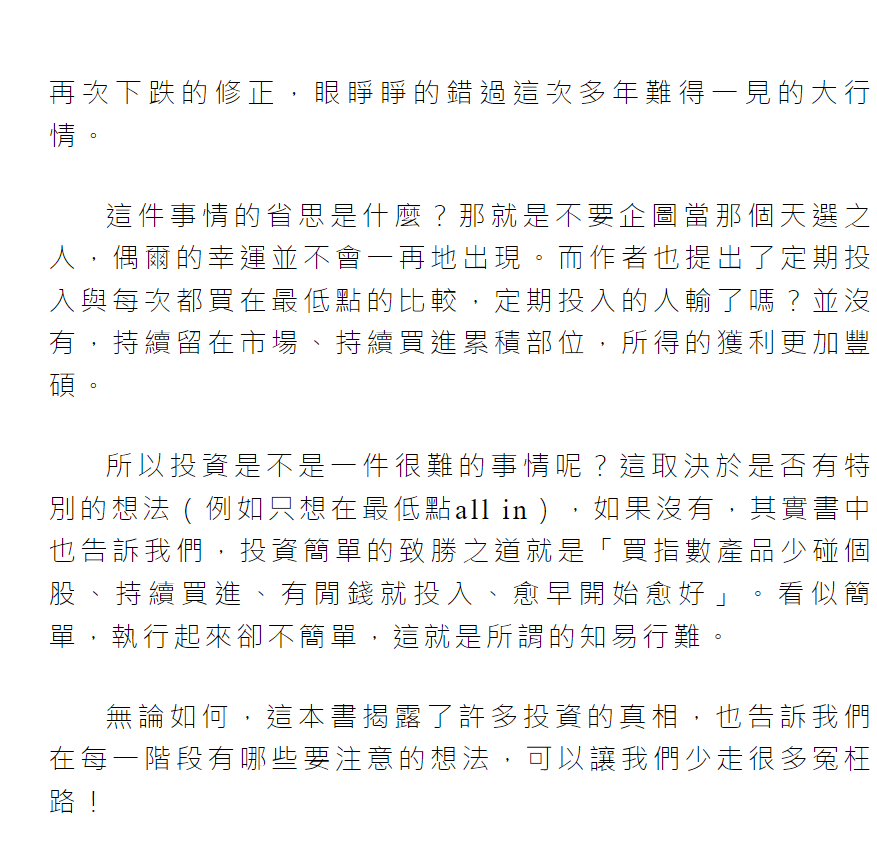 再次下跌的修正，眼睜睜的錯過這次多年難得一見的大行
情。
這件事情的省思是什麼？那就是不要企圖當那個天選之
人，偶爾的幸運並不會一再地出現。而作者也提出了定期投
入與每次都買在最低點的比較，定期投入的人輸了嗎？並沒
有，持續留在市場、持續買進累積部位，所得的獲利更加豐
碩。
所以投資是不是一件很難的事情呢？這取決於是否有特
別的想法（例如只想在最低點all in），如果沒有，其實書中
也告訴我們，投資簡單的致勝之道就是「買指數產品少碰個
股、持續買進、有閒錢就投入、愈早開始愈好」。看似簡
單，執行起來卻不簡單，這就是所謂的知易行難。
無論如何，這本書揭露了許多投資的真相，也告訴我們
在每一階段有哪些要注意的想法，可以讓我們少走很多冤枉
路！